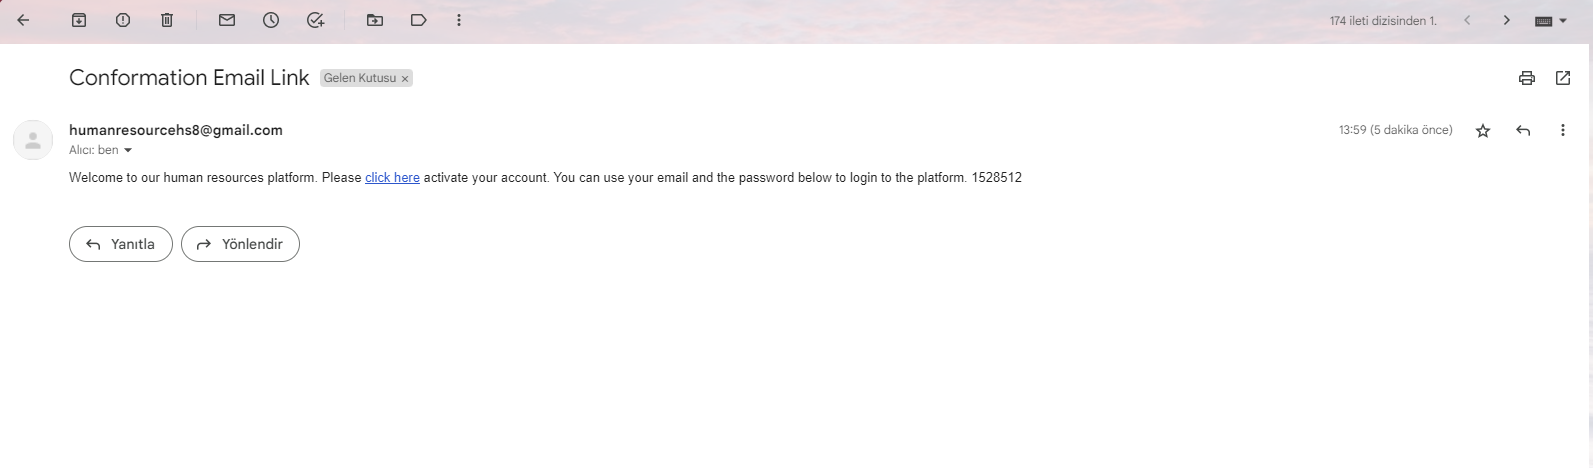 174 ileti dizisinden 1.
Conformation Email Link Gelen Kutusu ×
humanresourcehs8@gmail.com 13:59 (5 dakika önce)
Alıcı: ben
Welcome to our human resources platform. Please click here activate your account. You can use your email and the password below to login to the platform. 1528512
Yanıtla Yönlendir